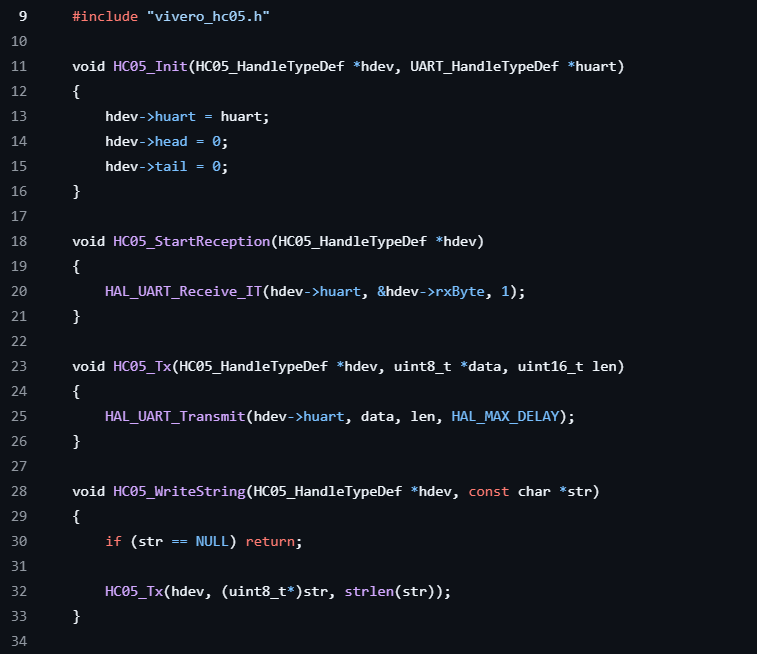 9 #include "vivero_hc05.h"
10
11 void HC05_Init(HC05_HandleTypeDef *hdev, UART_HandleTypeDef *huart)
12 {
13     hdev->huart = huart;
14     hdev->head = 0;
15     hdev->tail = 0;
16 }
17
18 void HC05_StartReception(HC05_HandleTypeDef *hdev)
19 {
20     HAL_UART_Receive_IT(hdev->huart, &hdev->rxByte, 1);
21 }
22
23 void HC05_Tx(HC05_HandleTypeDef *hdev, uint8_t *data, uint16_t len)
24 {
25     HAL_UART_Transmit(hdev->huart, data, len, HAL_MAX_DELAY);
26 }
27
28 void HC05_WriteString(HC05_HandleTypeDef *hdev, const char *str)
29 {
30     if (str == NULL) return;
31
32     HC05_Tx(hdev, (uint8_t*)str, strlen(str));
33 }
34